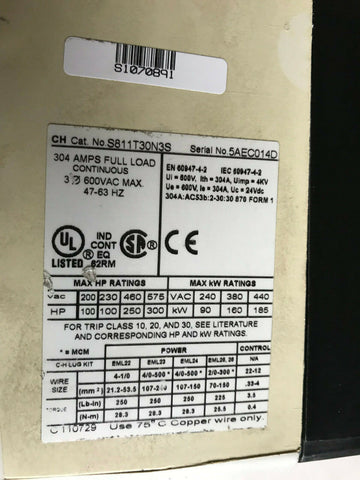 S1070891
CH Cat. No. S811T30N3S Serial No 5AEC014D
304 AMPS FULL LOAD
CONTINUOUS
3Ø 600VAC MAX.
47-63 HZ
EN 60947-4-2 IEC 60947-4-2
Ui = 600V, Ith = 304A, Uimp = 4KV
Ue = 600V, Ie = 304A, Uc = 24Vdc
304A:AC53b:2-30:30 870 FORM 1
UL
LISTED
IND
CONT
EQ
62RM
SA
CE
MAX HP RATINGS MAX kW RATINGS
vac 200 230 460 575 VAC 240 380 440
HP 100 100 250 300 kW 90 160 185
FOR TRIP CLASS 10, 20, AND 30, SEE LITERATURE
AND CORRESPONDING HP AND kW RATINGS.
* = MCM POWER CONTROL
C-H LUG KIT EML22 EML23 EML24 EML25, 26 N/A
WIRE SIZE 4-1/0 4/0-500 * 4/0-500 * 2/0-300 * 22-12
(mm²) 21.2-53.5 107-150 70-150 .33-4
(Lb-in) 250 250 250 225 3.5
(N-m) 28.3 28.3 28.3 25.5 0.4
C 110729 Use 75°C Copper wire only.